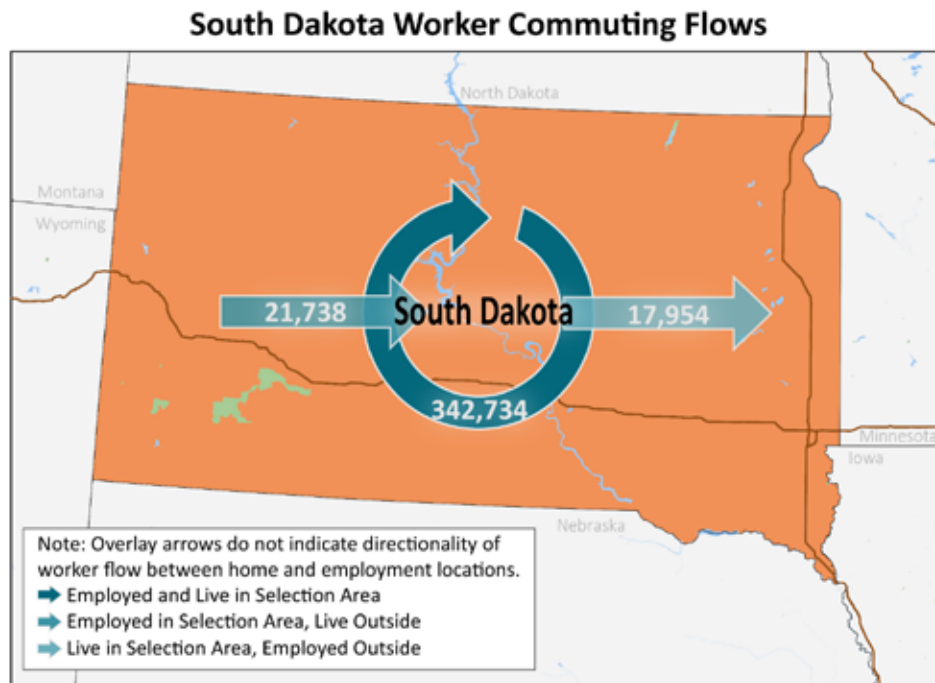 South Dakota Worker Commuting Flows
North Dakota
Montana
Wyoming
21,738
South Dakota
17,954
342,734
Minnesota
Iowa
Nebraska
Note: Overlay arrows do not indicate directionality of
worker flow between home and employment locations.
Employed and Live in Selection Area
Employed in Selection Area, Live Outside
Live in Selection Area, Employed Outside